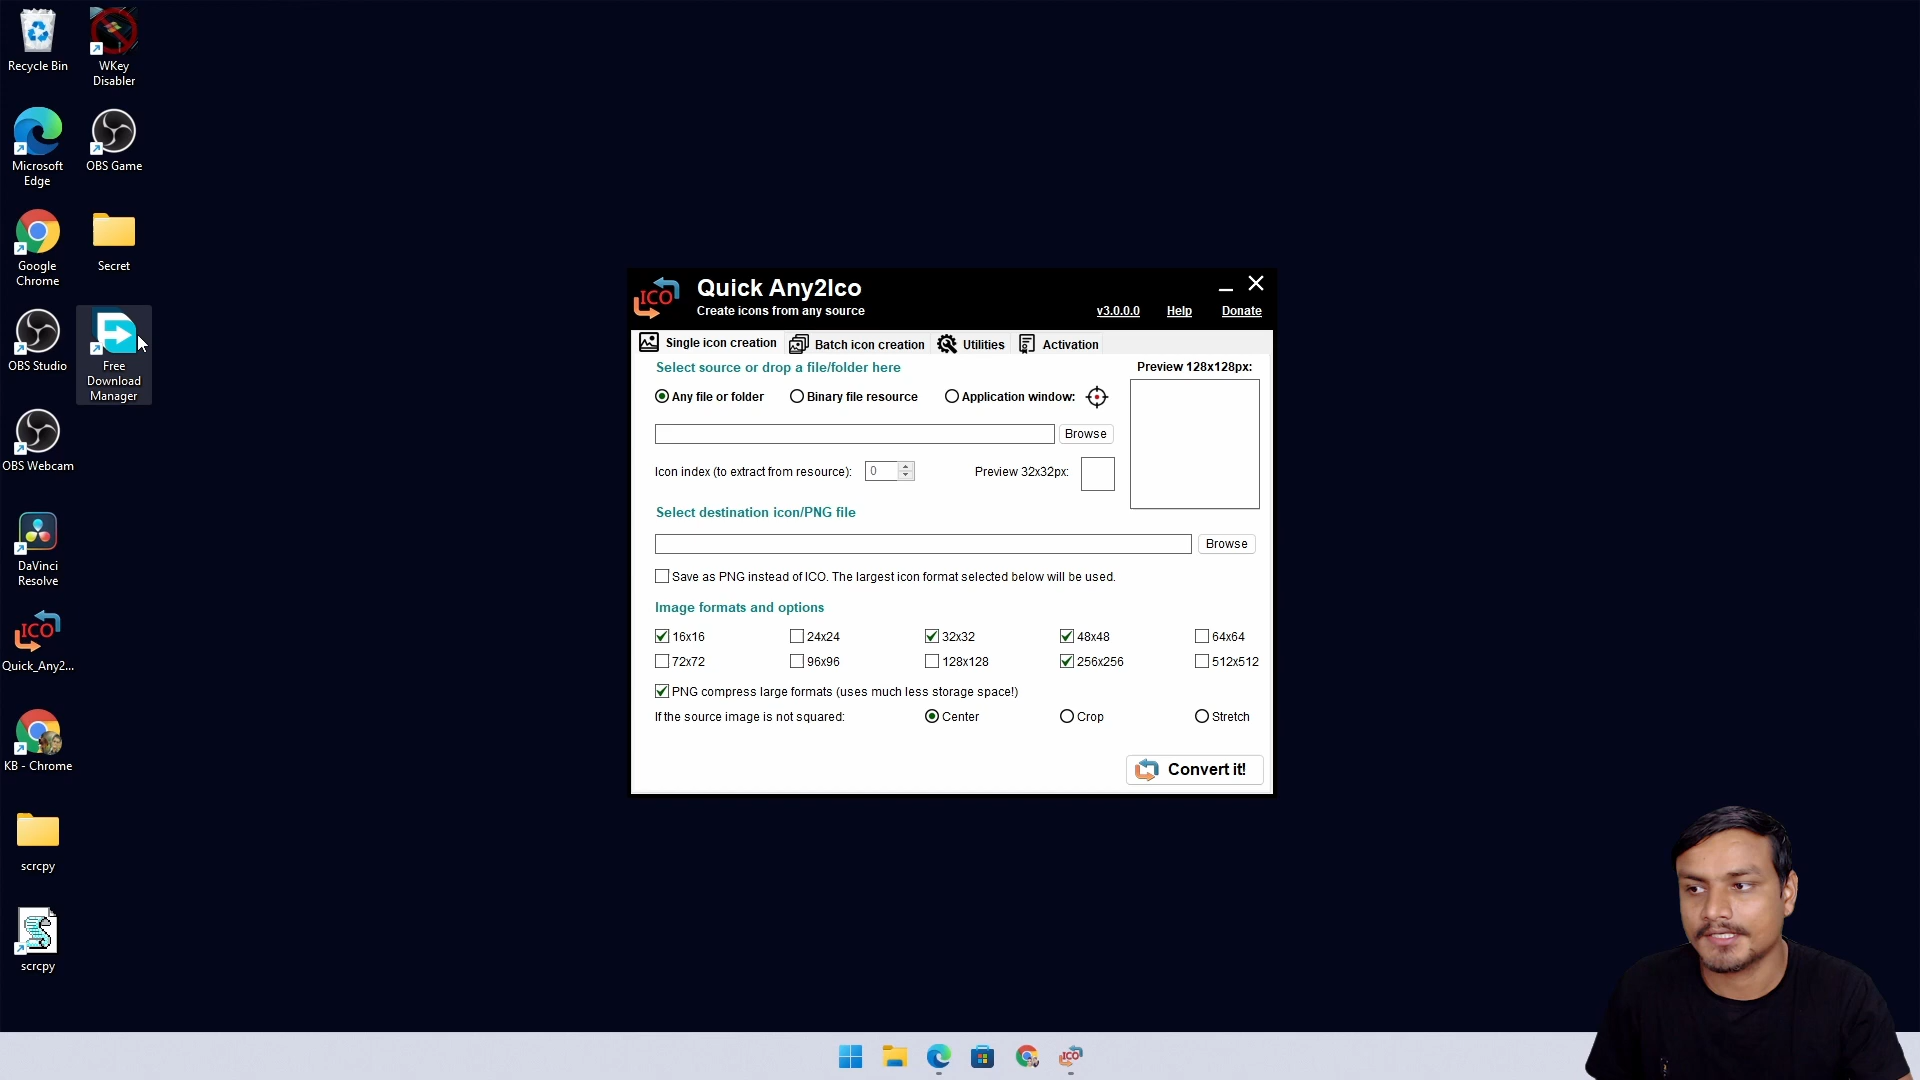 Recycle Bin
WKey
Disabler
Microsoft
Edge
OBS Game
Google
Chrome
Secret
OBS Studio
Free
Download
Manager
OBS Webcam
DaVinci
Resolve
ICO
Quick_Any2...
KB - Chrome
scrcpy
scrcpy
ICO
Quick Any2Ico
Create icons from any source
v3.0.0.0 Help Donate
Single icon creation Batch icon creation Utilities Activation
Select source or drop a file/folder here
Preview 128x128px:
Any file or folder Binary file resource Application window:
Browse
Icon index (to extract from resource): 0 Preview 32x32px:
Select destination icon/PNG file
Browse
Save as PNG instead of ICO. The largest icon format selected below will be used.
Image formats and options
16x16 24x24 32x32 48x48 64x64
72x72 96x96 128x128 256x256 512x512
PNG compress large formats (uses much less storage space!)
If the source image is not squared: Center Crop Stretch
Convert it!
ICO